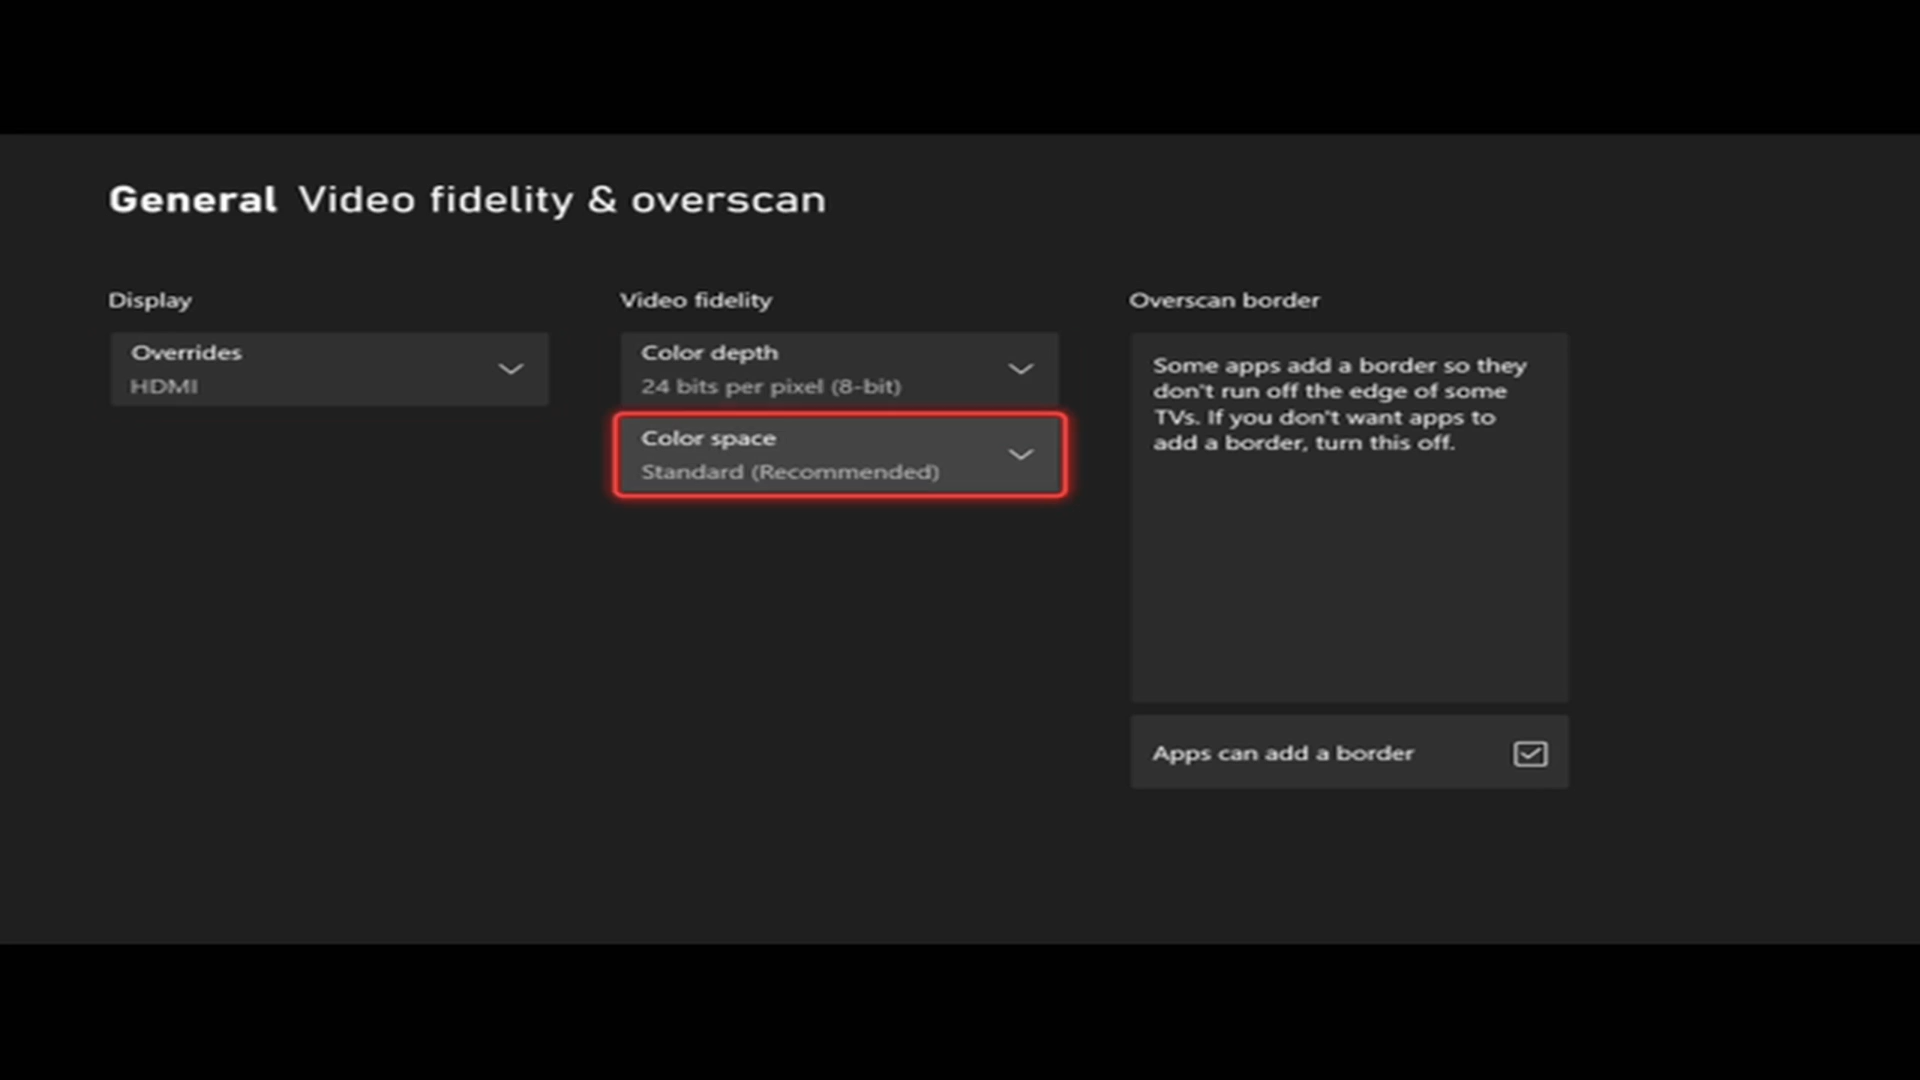 General Video fidelity & overscan
Display
Overrides
HDMI
Video fidelity
Color depth
24 bits per pixel (8-bit)
Color space
Standard (Recommended)
Overscan border
Some apps add a border so they
don't run off the edge of some
TVs. If you don't want apps to
add a border, turn this off.
Apps can add a border